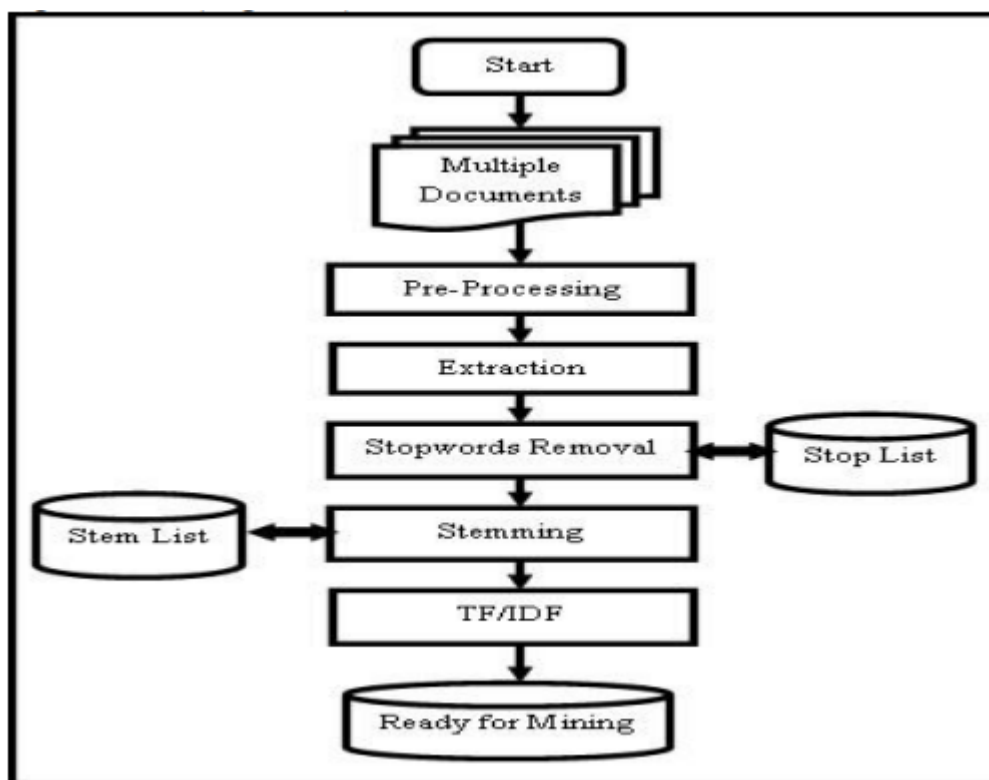 Start
Multiple
Documents
Pre-Processing
Extraction
Stopwords Removal
Stop List
Stem List
Stemming
TF/IDF
Ready for Mining